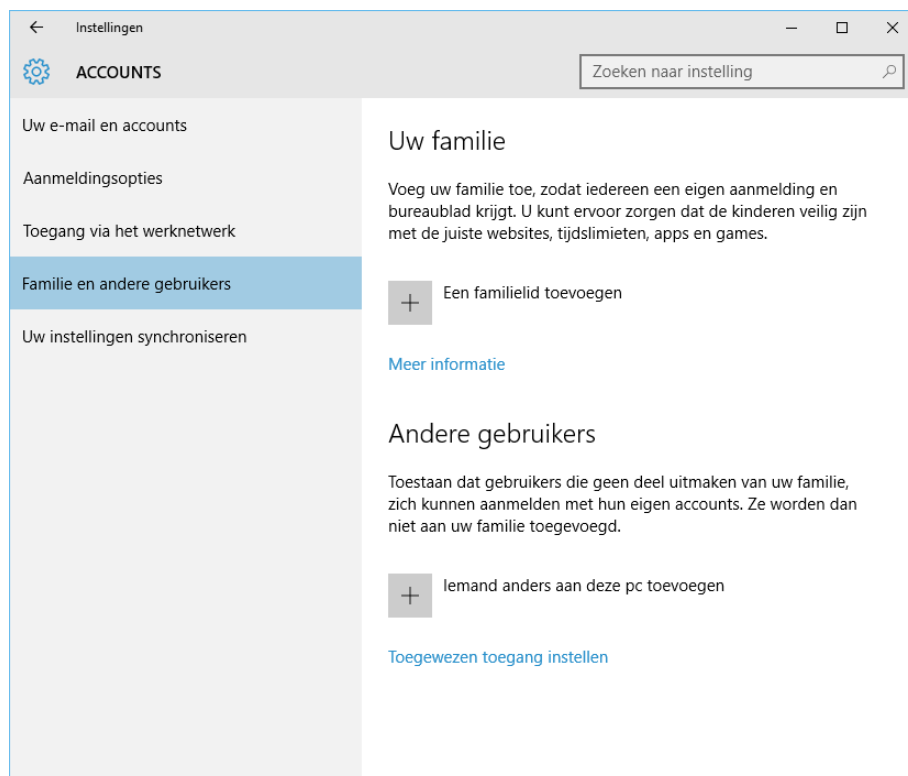 Instellingen
ACCOUNTS
Zoeken naar instelling
Uw e-mail en accounts
Aanmeldingsopties
Toegang via het werknetwerk
Familie en andere gebruikers
Uw instellingen synchroniseren
Uw familie
Voeg uw familie toe, zodat iedereen een eigen aanmelding en
bureaublad krijgt. U kunt ervoor zorgen dat de kinderen veilig zijn
met de juiste websites, tijdslimieten, apps en games.
Een familielid toevoegen
Meer informatie
Andere gebruikers
Toestaan dat gebruikers die geen deel uitmaken van uw familie,
zich kunnen aanmelden met hun eigen accounts. Ze worden dan
niet aan uw familie toegevoegd.
Iemand anders aan deze pc toevoegen
Toegewezen toegang instellen